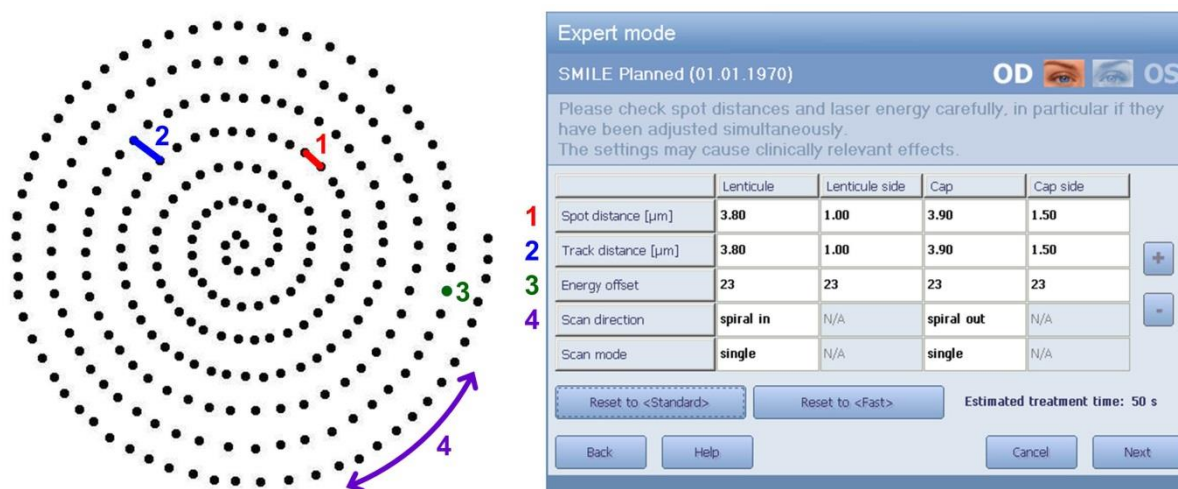 2
1
3
4
Expert mode
SMILE Planned (01.01.1970)
OD OS
Please check spot distances and laser energy carefully, in particular if they
have been adjusted simultaneously.
The settings may cause clinically relevant effects.
Lenticule Lenticule side Cap Cap side
1 Spot distance [µm] 3.80 1.00 3.90 1.50
2 Track distance [µm] 3.80 1.00 3.90 1.50 +
3 Energy offset 23 23 23 23
4 Scan direction spiral in N/A spiral out N/A -
Scan mode single N/A single N/A
Reset to <Standard> Reset to <Fast> Estimated treatment time: 50 s
Back Help Cancel Next